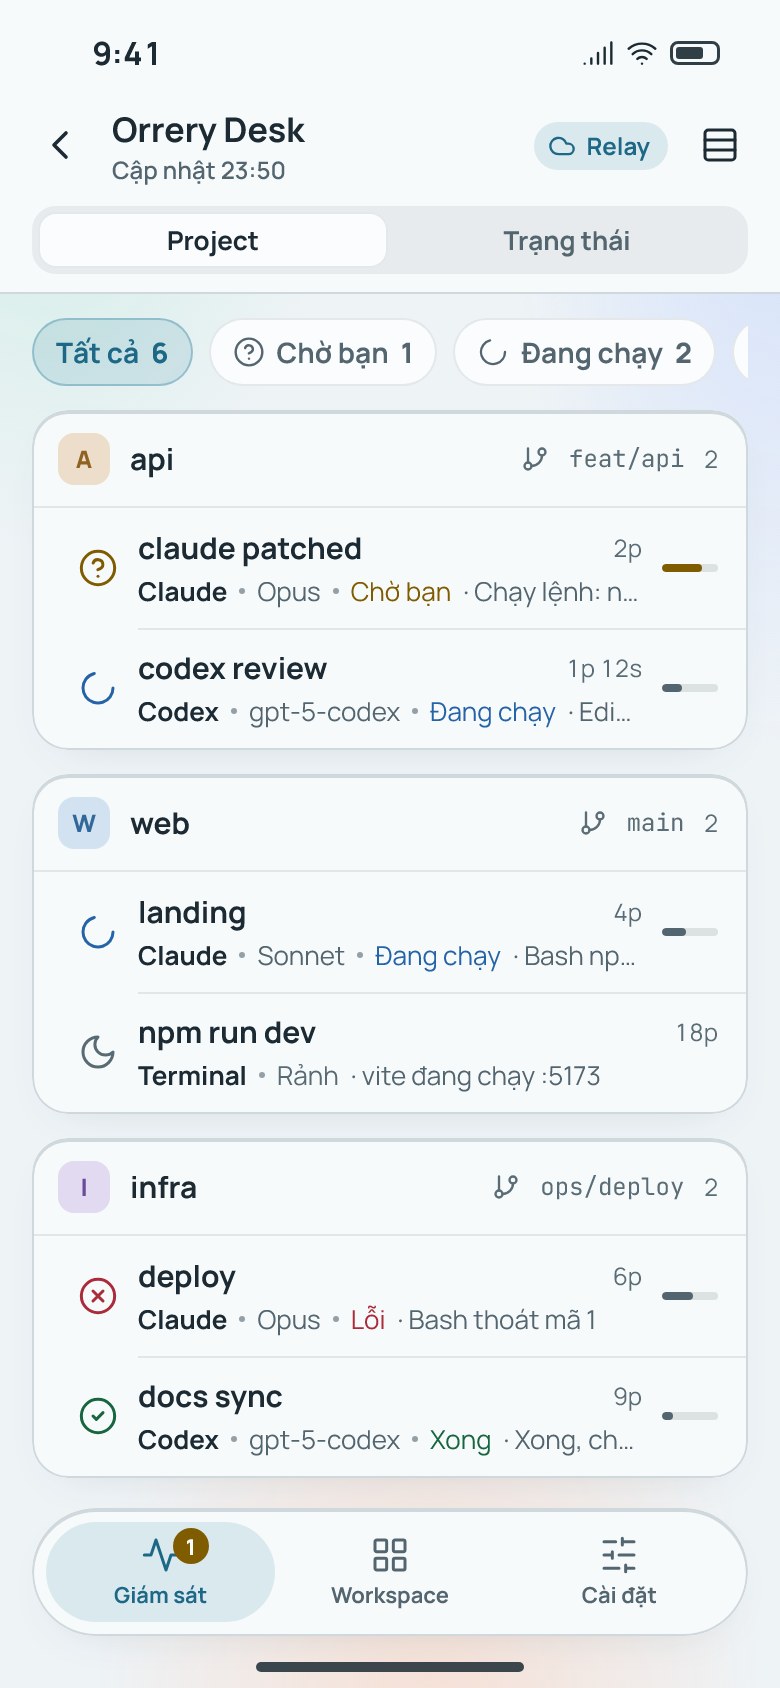 9:41
Orrery Desk
Cập nhật 23:50
Relay
Project
Trạng thái
Tất cả 6
Chờ bạn 1
Đang chạy 2
A api feat/api 2
claude patched 2p
Claude • Opus • Chờ bạn · Chạy lệnh: n...
codex review 1p 12s
Codex • gpt-5-codex • Đang chạy · Edi...
W web main 2
landing 4p
Claude • Sonnet • Đang chạy · Bash np...
npm run dev 18p
Terminal • Rảnh · vite đang chạy :5173
I infra ops/deploy 2
deploy 6p
Claude • Opus • Lỗi · Bash thoát mã 1
docs sync 9p
Codex • gpt-5-codex • Xong · Xong, ch...
1
Giám sát
Workspace
Cài đặt